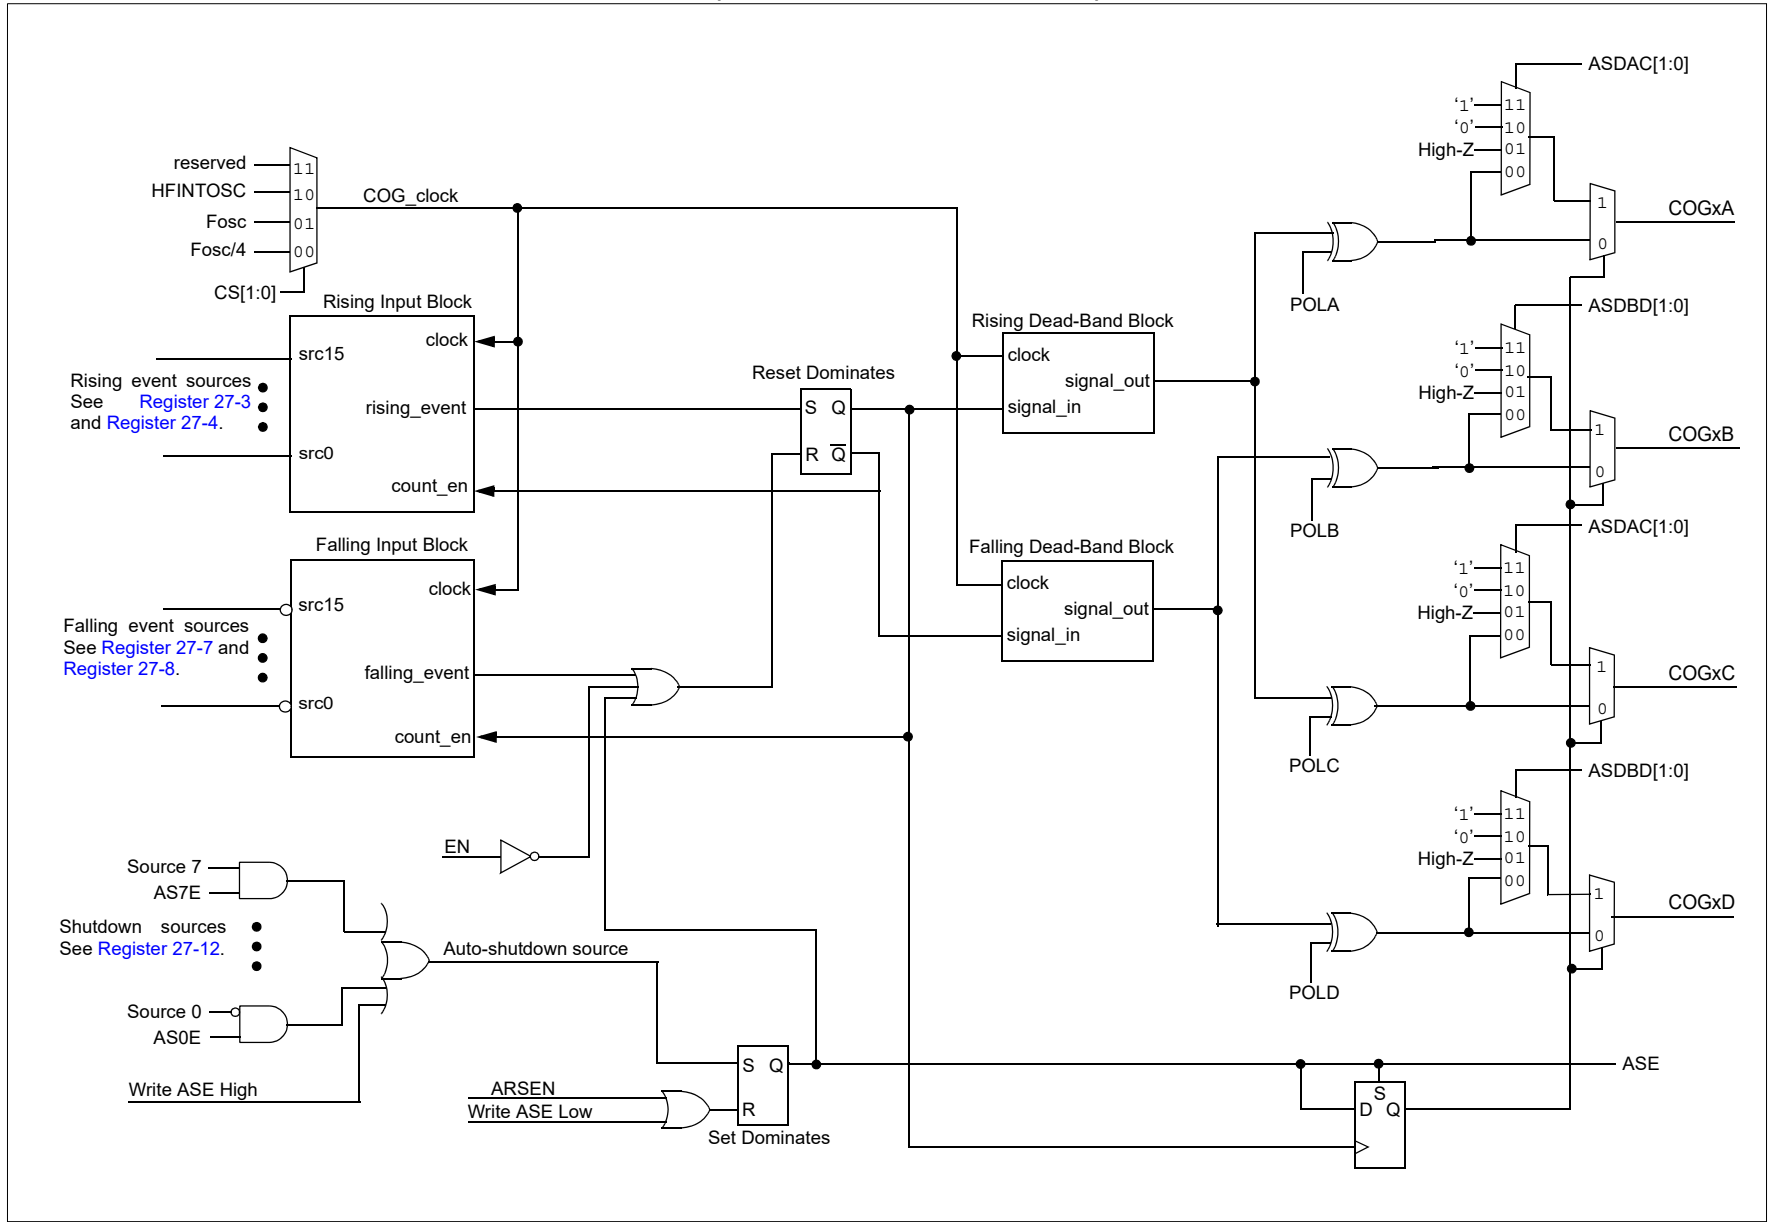 ASDAC[1:0]
‘1’ 11
‘0’ 10
High-Z 01
00
1
0
COGxA
POLA
reserved 11
HFINTOSC 10
Fosc 01
Fosc/4 00
CS[1:0]
COG_clock
Rising Input Block
clock
src15
Rising event sources
See Register 27-3
and Register 27-4.
rising_event
src0
count_en
Reset Dominates
S Q
R Q
Rising Dead-Band Block
clock
signal_out
signal_in
ASDBD[1:0]
‘1’ 11
‘0’ 10
High-Z 01
00
1
0
COGxB
POLB
Falling Input Block
clock
src15
Falling event sources
See Register 27-7 and
Register 27-8.
falling_event
src0
count_en
Falling Dead-Band Block
clock
signal_out
signal_in
ASDAC[1:0]
‘1’ 11
‘0’ 10
High-Z 01
00
1
0
COGxC
POLC
EN
ASDBD[1:0]
‘1’ 11
‘0’ 10
High-Z 01
00
1
0
COGxD
POLD
Source 7
AS7E
Shutdown sources
See Register 27-12.
Source 0
AS0E
Write ASE High
Auto-shutdown source
ARSEN
Write ASE Low
S Q
R
Set Dominates
ASE
S
D Q